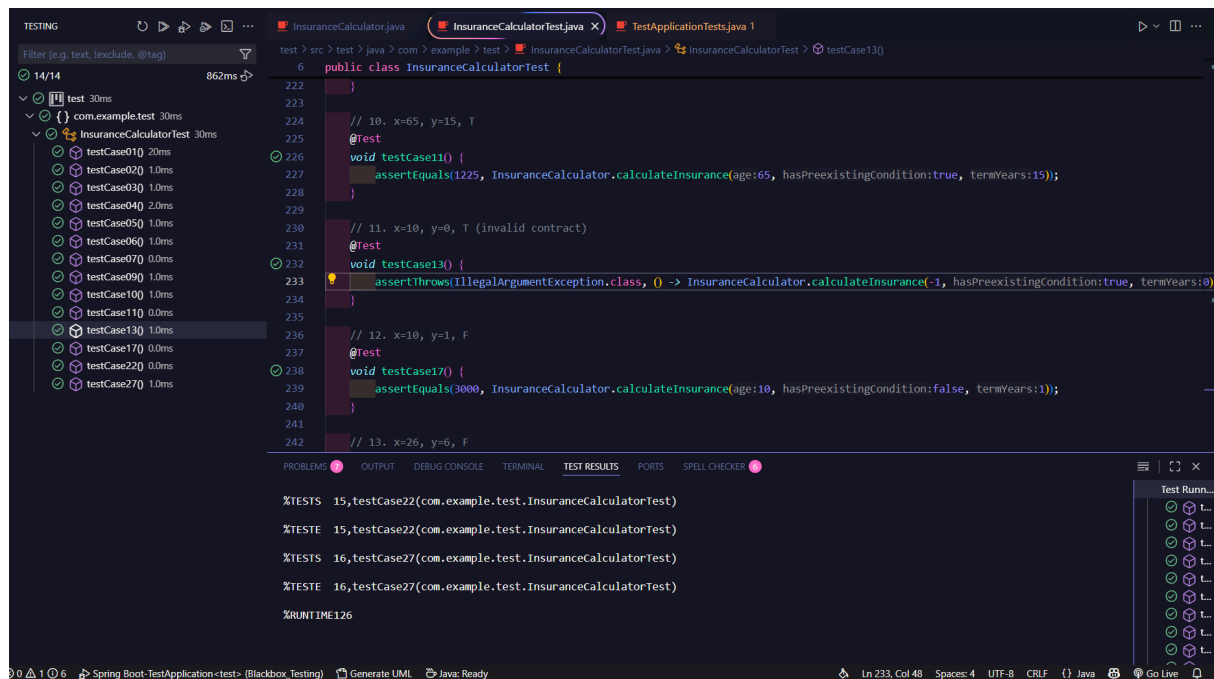 TESTING
Filter (e.g. text, !exclude, @tag)
14/14 862ms
test 30ms
{ } com.example.test 30ms
InsuranceCalculatorTest 30ms
testCase01() 20ms
testCase02() 1.0ms
testCase03() 1.0ms
testCase04() 2.0ms
testCase05() 1.0ms
testCase06() 1.0ms
testCase07() 0.0ms
testCase09() 1.0ms
testCase10() 1.0ms
testCase11() 0.0ms
testCase13() 1.0ms
testCase17() 0.0ms
testCase22() 0.0ms
testCase27() 1.0ms
InsuranceCalculator.java InsuranceCalculatorTest.java TestApplicationTests.java 1
test > src > test > java > com > example > test > InsuranceCalculatorTest.java > InsuranceCalculatorTest > testCase13()
6 public class InsuranceCalculatorTest {
222 }
223
224 // 10. x=65, y=15, T
225 @Test
226 void testCase11() {
227 assertEquals(1225, InsuranceCalculator.calculateInsurance(age:65, hasPreexistingCondition:true, termYears:15));
228 }
229
230 // 11. x=10, y=0, T (invalid contract)
231 @Test
232 void testCase13() {
233 assertThrows(IllegalArgumentException.class, () -> InsuranceCalculator.calculateInsurance(-1, hasPreexistingCondition:true, termYears:0)
234 }
235
236 // 12. x=10, y=1, F
237 @Test
238 void testCase17() {
239 assertEquals(3000, InsuranceCalculator.calculateInsurance(age:10, hasPreexistingCondition:false, termYears:1));
240 }
241
242 // 13. x=26, y=6, F
PROBLEMS 7 OUTPUT DEBUG CONSOLE TERMINAL TEST RESULTS PORTS SPELL CHECKER 6
%TESTS 15,testCase22(com.example.test.InsuranceCalculatorTest)
%TESTE 15,testCase22(com.example.test.InsuranceCalculatorTest)
%TESTS 16,testCase27(com.example.test.InsuranceCalculatorTest)
%TESTE 16,testCase27(com.example.test.InsuranceCalculatorTest)
%RUNTIME126
Test Runn...
t...
t...
t...
t...
t...
t...
t...
t...
t...
0 1 6 Spring Boot-TestApplication<test> (Blackbox_Testing) Generate UML Java: Ready Ln 233, Col 48 Spaces: 4 UTF-8 CRLF {} Java Go Live